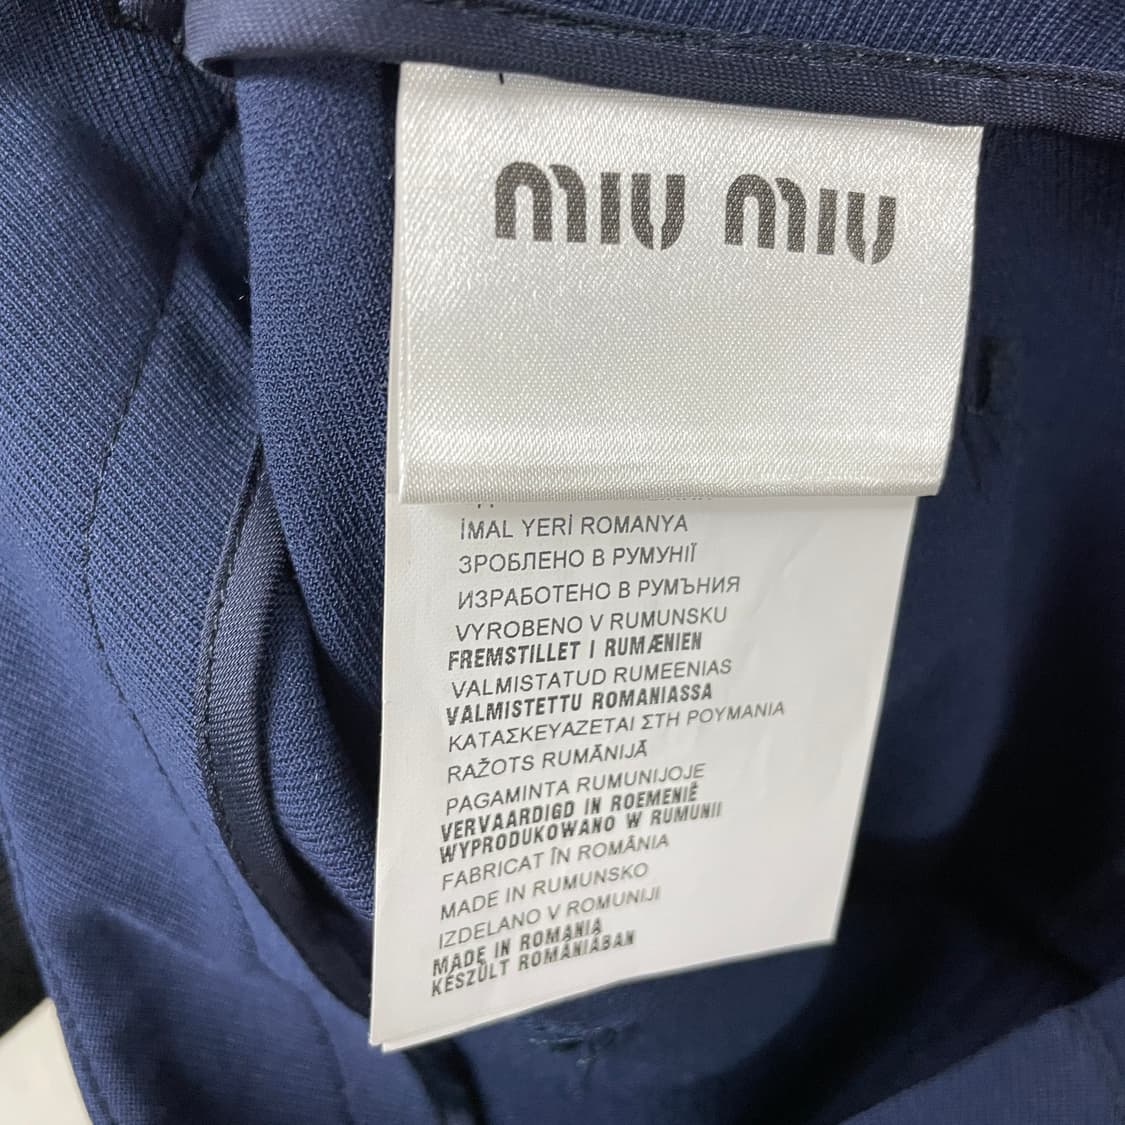 MIU MIU
İMAL YERİ ROMANYA
ЗРОБЛЕНО В РУМУНІЇ
ИЗРАБОТЕНО В РУМЪНИЯ
VYROBENO V RUMUNSKU
FREMSTILLET I RUMÆNIEN
VALMISTATUD RUMEENIAS
VALMISTETTU ROMANIASSA
ΚΑΤΑΣΚΕΥΑΖΕΤΑΙ ΣΤΗ ΡΟΥΜΑΝΙΑ
RAŽOTS RUMĀNIJĀ
PAGAMINTA RUMUNIJOJE
VERVAARDIGD IN ROEMENIË
WYPRODUKOWANO W RUMUNII
FABRICAT ÎN ROMÂNIA
MADE IN RUMUNSKO
IZDELANO V ROMUNIJI
MADE IN ROMANIA
KÉSZÜLT ROMÁNIÁBAN